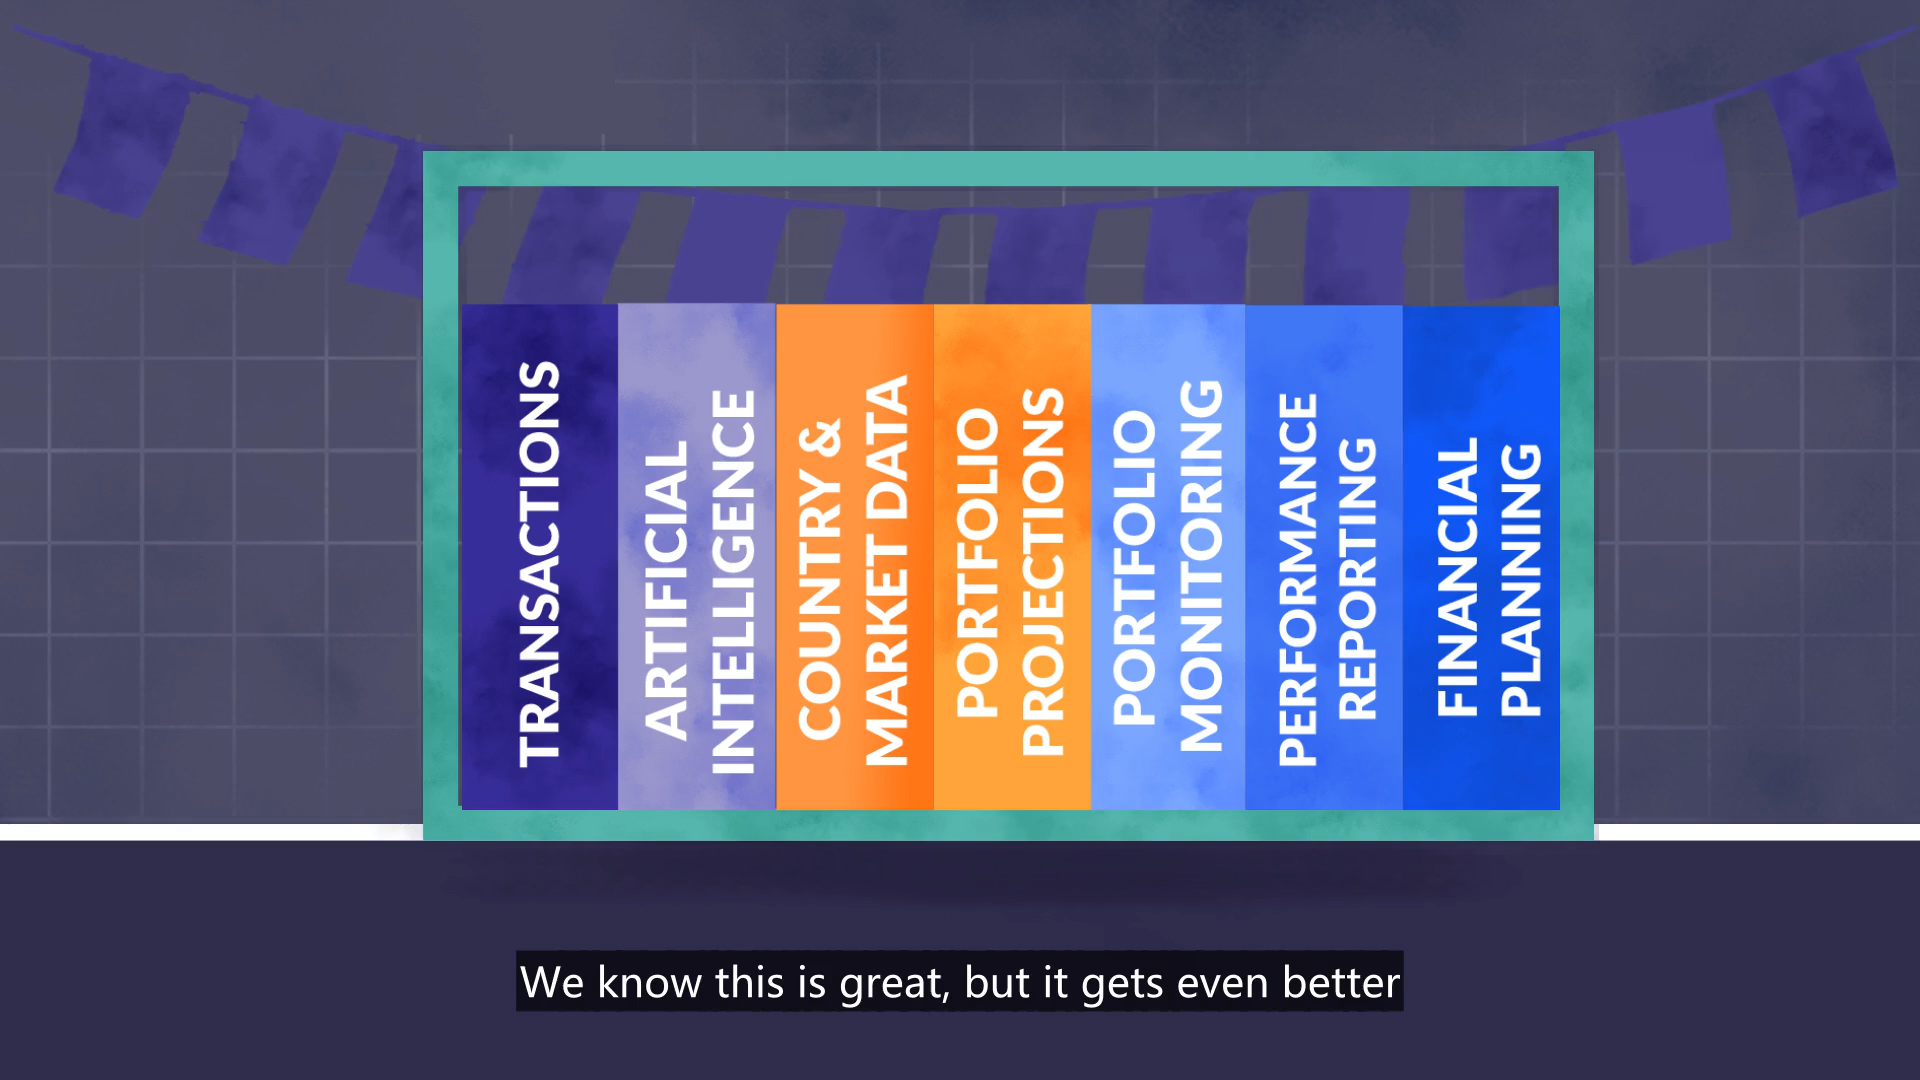 TRANSACTIONS
ARTIFICIAL
INTELLIGENCE
COUNTRY &
MARKET DATA
PORTFOLIO
PROJECTIONS
PORTFOLIO
MONITORING
PERFORMANCE
REPORTING
FINANCIAL
PLANNING
We know this is great, but it gets even better